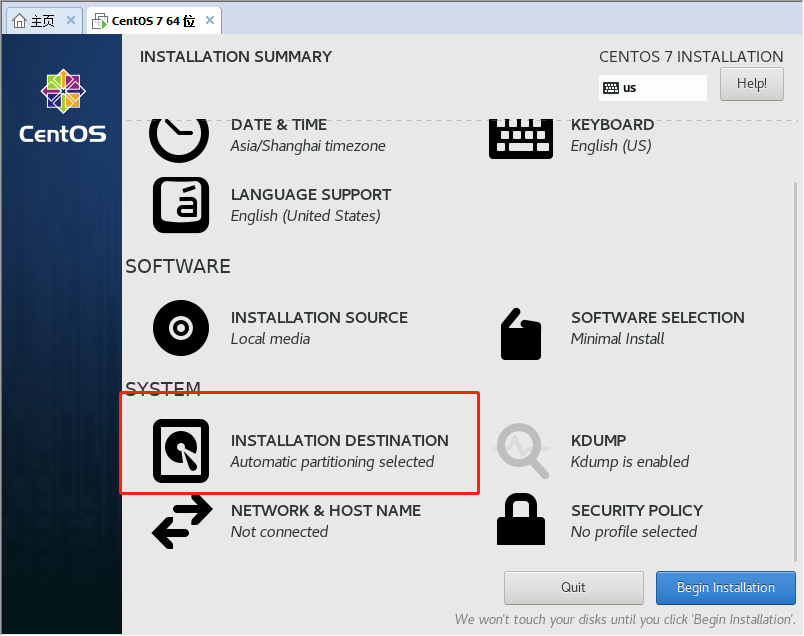 主页
CentOS 7 64 位
INSTALLATION SUMMARY
CENTOS 7 INSTALLATION
us
Help!
CentOS
DATE & TIME
Asia/Shanghai timezone
KEYBOARD
English (US)
á
LANGUAGE SUPPORT
English (United States)
SOFTWARE
INSTALLATION SOURCE
Local media
SOFTWARE SELECTION
Minimal Install
SYSTEM
INSTALLATION DESTINATION
Automatic partitioning selected
KDUMP
Kdump is enabled
NETWORK & HOST NAME
Not connected
SECURITY POLICY
No profile selected
Quit
Begin Installation
We won't touch your disks until you click 'Begin Installation'.